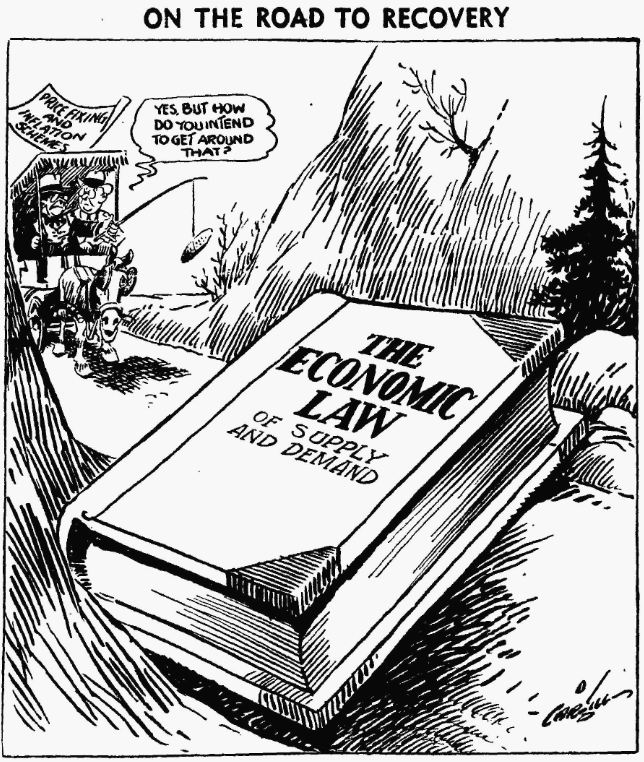 ON THE ROAD TO RECOVERY
PRICE FIXING
AND
INFLATION
SCHEMES
YES, BUT HOW
DO YOU INTEND
TO GET AROUND
THAT?
THE
ECONOMIC
LAW
OF SUPPLY
AND DEMAND